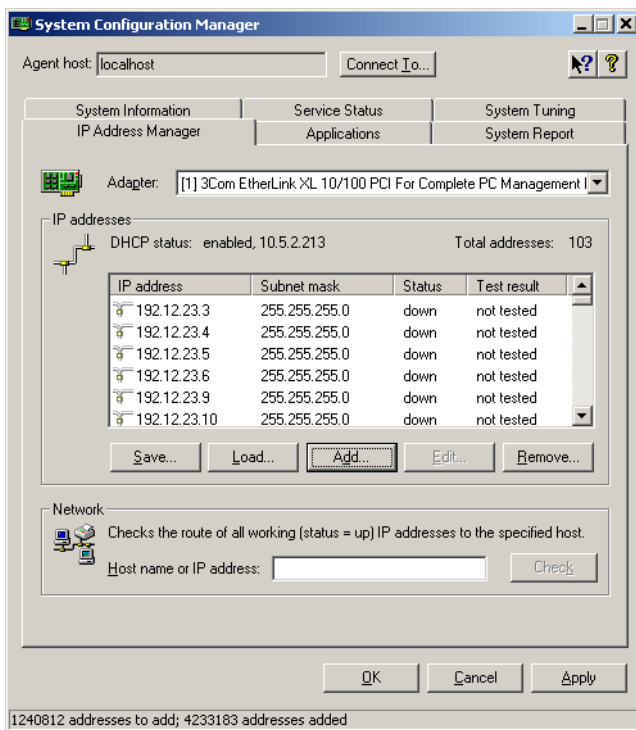 System Configuration Manager
Agent host: localhost Connect To...
System Information Service Status System Tuning
IP Address Manager Applications System Report
Adapter: [1] 3Com EtherLink XL 10/100 PCI For Complete PC Management
IP addresses
DHCP status: enabled, 10.5.2.213 Total addresses: 103
IP address Subnet mask Status Test result
192.12.23.3 255.255.255.0 down not tested
192.12.23.4 255.255.255.0 down not tested
192.12.23.5 255.255.255.0 down not tested
192.12.23.6 255.255.255.0 down not tested
192.12.23.9 255.255.255.0 down not tested
192.12.23.10 255.255.255.0 down not tested
Save... Load... Add... Edit... Remove...
Network
Checks the route of all working (status = up) IP addresses to the specified host.
Host name or IP address: Check
OK Cancel Apply
1240812 addresses to add; 4233183 addresses added